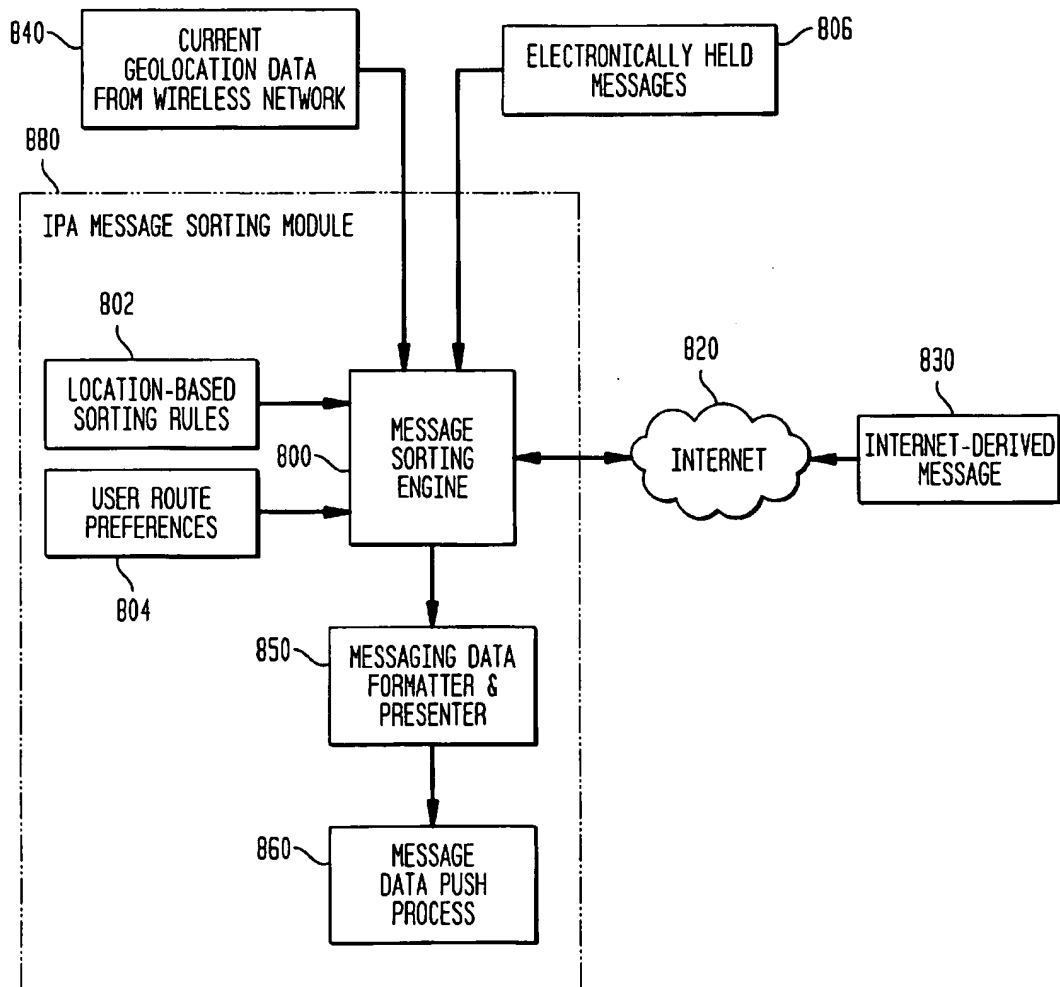 840
CURRENT
GEOLOCATION DATA
FROM WIRELESS NETWORK
ELECTRONICALLY HELD
MESSAGES
806
880
IPA MESSAGE SORTING MODULE
802
LOCATION-BASED
SORTING RULES
800
MESSAGE
SORTING
ENGINE
820
INTERNET
830
INTERNET-DERIVED
MESSAGE
USER ROUTE
PREFERENCES
804
850
MESSAGING DATA
FORMATTER &
PRESENTER
860
MESSAGE
DATA PUSH
PROCESS